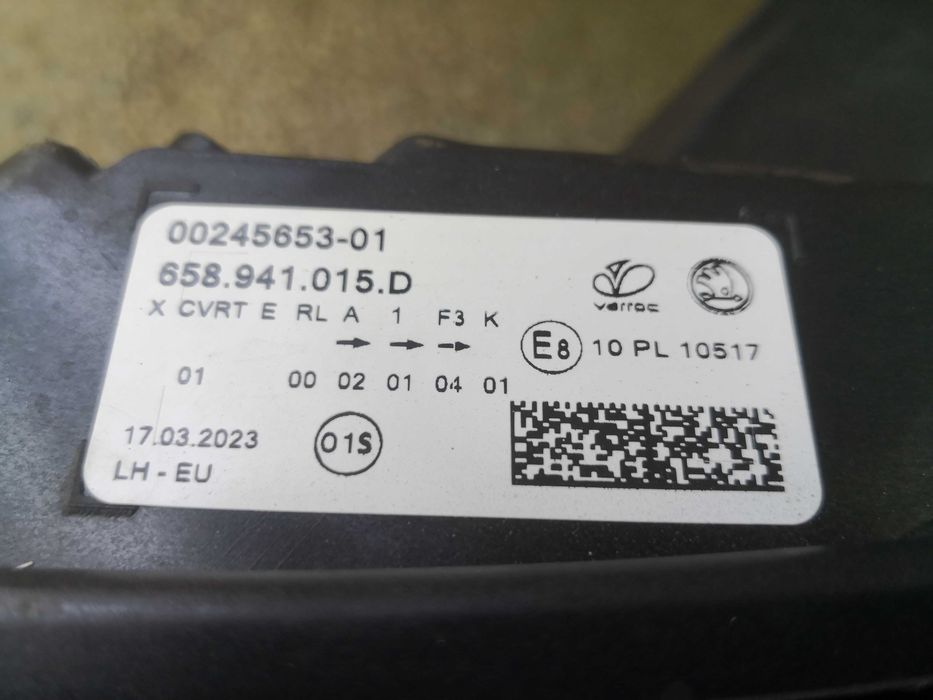 00245653-01
658.941.015.D
X CVRT E RL A 1 F3 K
01 00 02 01 04 01
17.03.2023
LH - EU
01S
varroc
E8 10 PL 10517